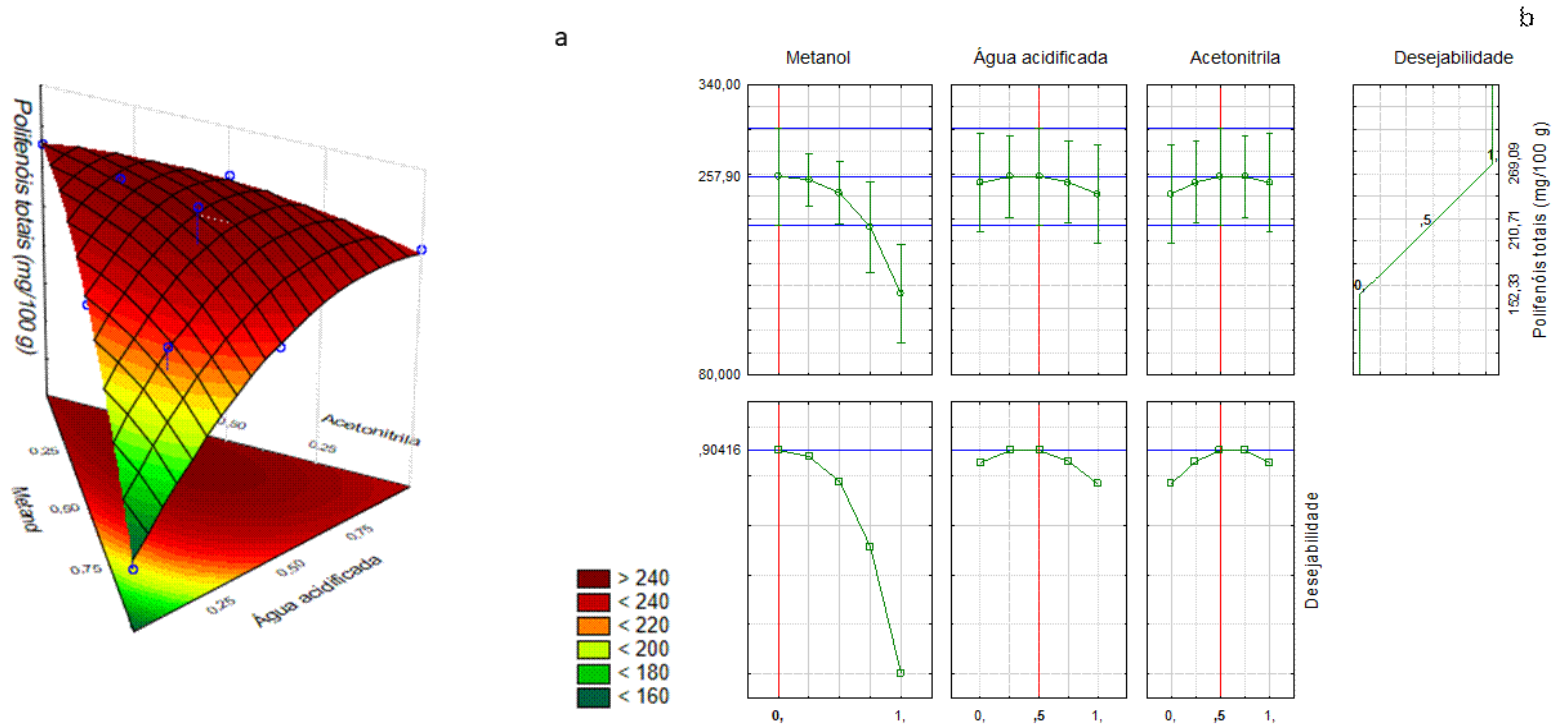 a
Polifenóis totais (mg/100 g)
0,25
0,50
0,75
Metanol
0,25
0,50
0,75
Água acidificada
,50
0,25
Acetonitrila
> 240
< 240
< 220
< 200
< 180
< 160
b
Metanol Água acidificada Acetonitrila Desejabilidade
340,00
257,90
80,000
1,
,5
0,
269,09
210,71
152,33
Polifenóis totais (mg/100 g)
,90416
Desejabilidade
0, 1, 0, ,5 1, 0, ,5 1,